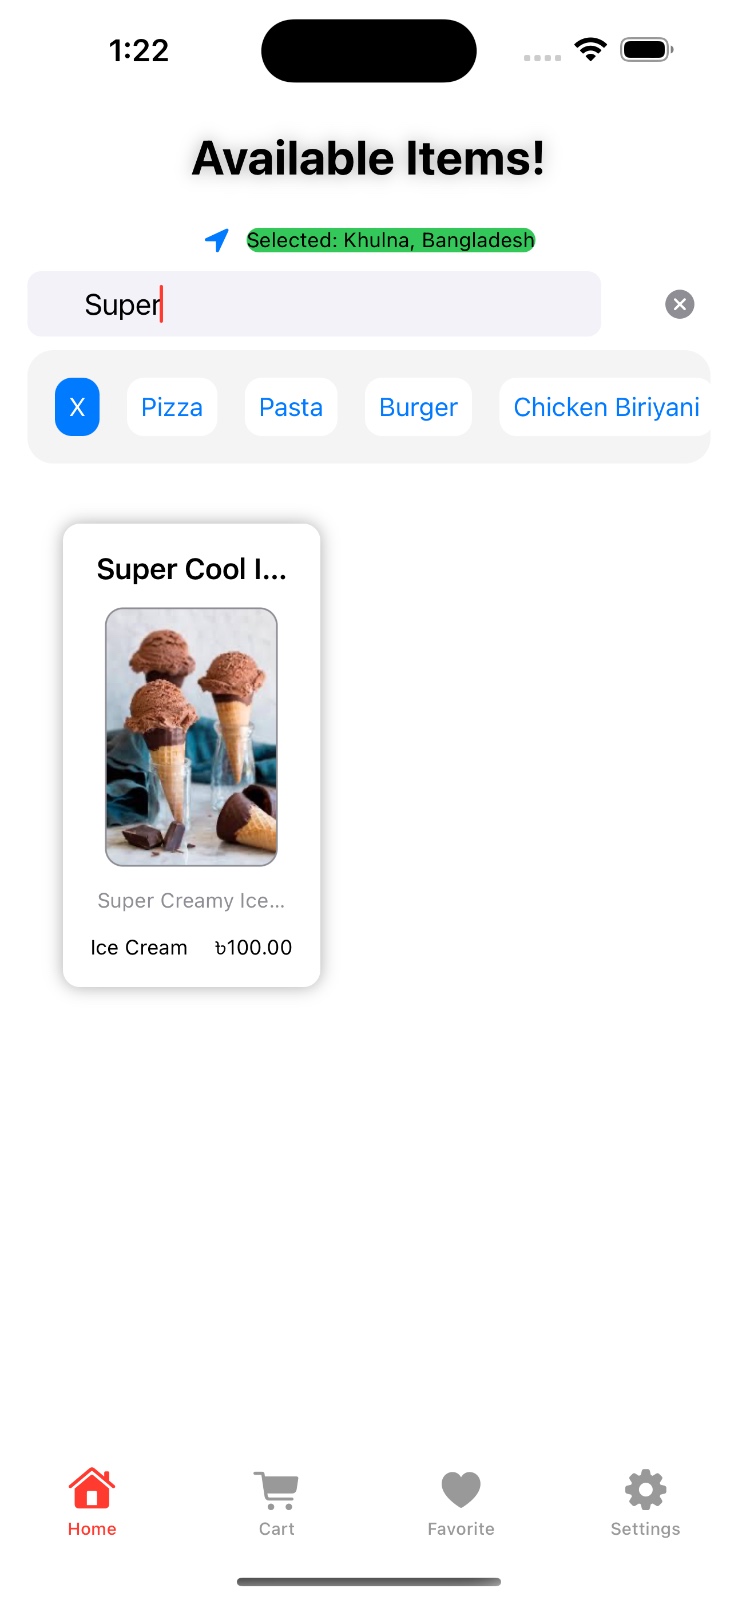 1:22
Available Items!
Selected: Khulna, Bangladesh
Super
X Pizza Pasta Burger Chicken Biriyani
Super Cool I...
Super Creamy Ice...
Ice Cream ৳100.00
Home Cart Favorite Settings